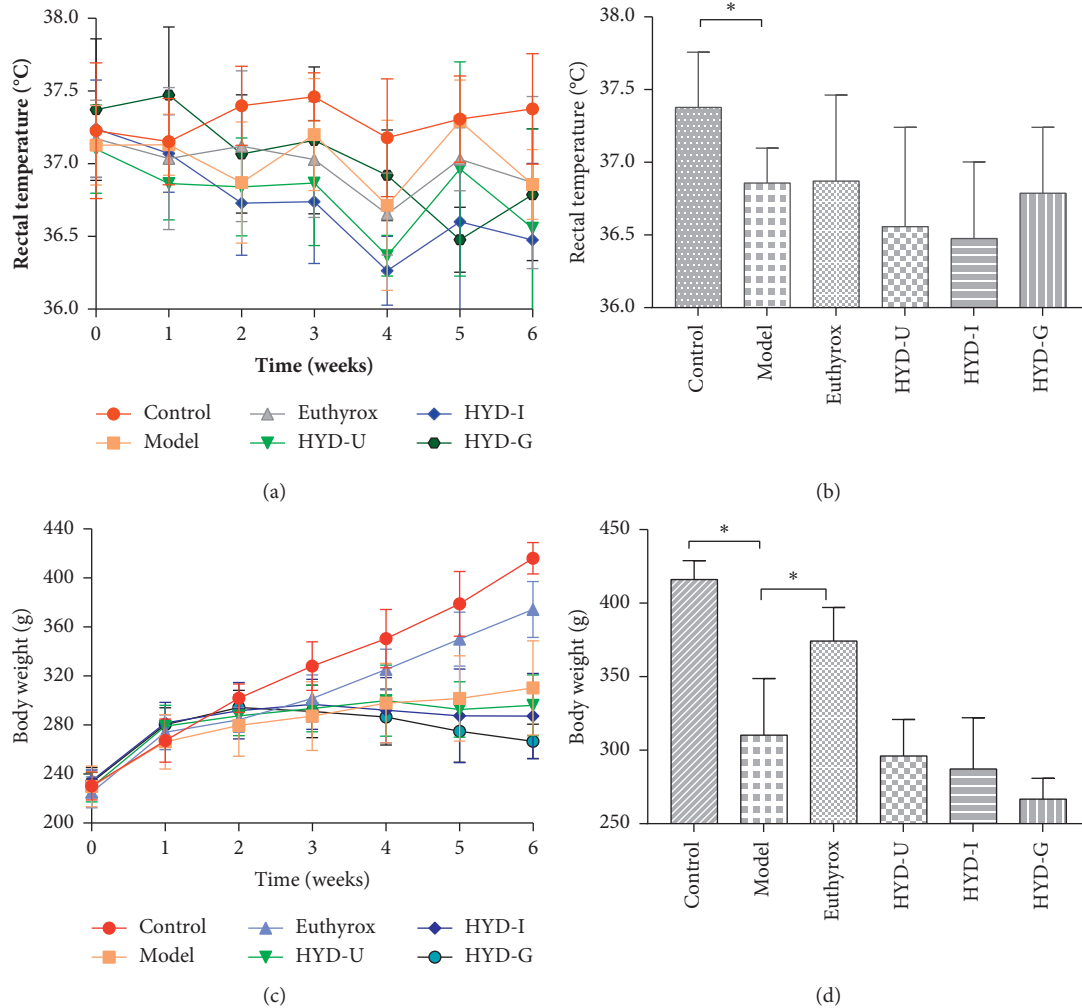 38.0
37.5
37.0
36.5
36.0
Rectal temperature (°C)
0 1 2 3 4 5 6
Time (weeks)
Control Euthyrox HYD-I
Model HYD-U HYD-G
(a)
38.0
37.5
37.0
36.5
36.0
Rectal temperature (°C)
*
Control
Model
Euthyrox
HYD-U
HYD-I
HYD-G
(b)
440
400
360
320
280
240
200
Body weight (g)
0 1 2 3 4 5 6
Time (weeks)
Control Euthyrox HYD-I
Model HYD-U HYD-G
(c)
450
400
350
300
250
Body weight (g)
*
*
Control
Model
Euthyrox
HYD-U
HYD-I
HYD-G
(d)